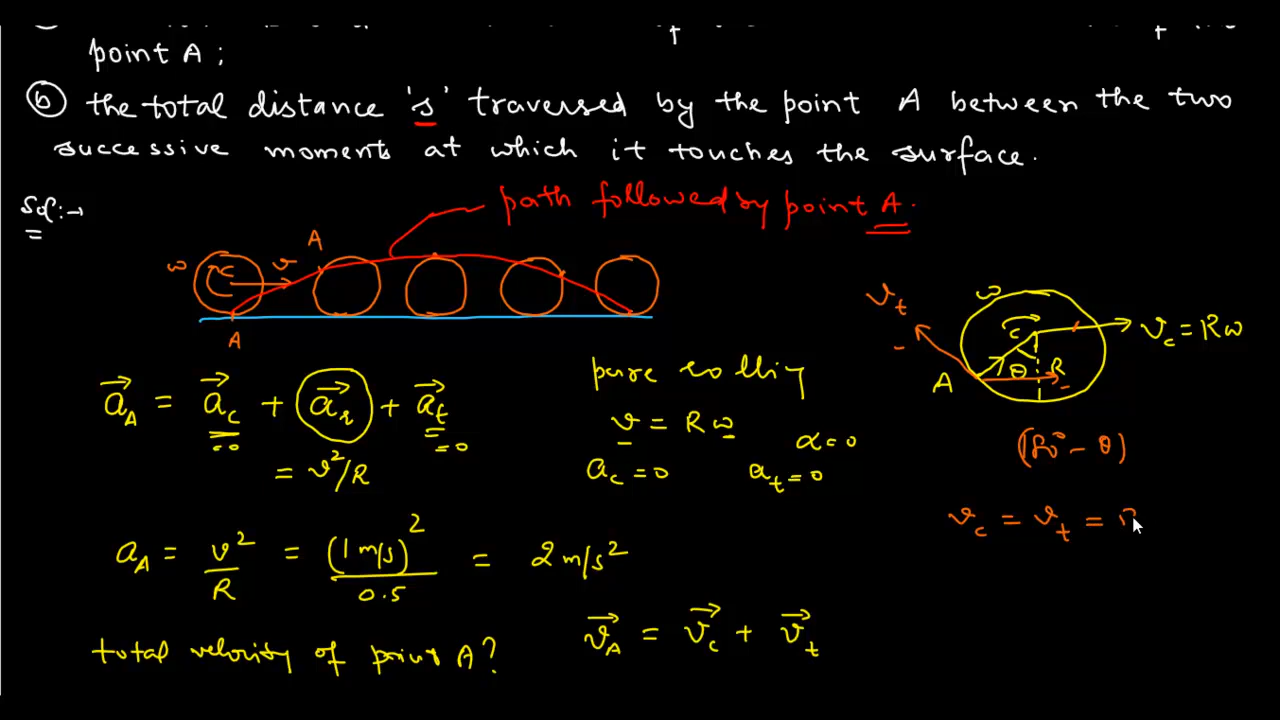 point A ;
ⓑ the total distance 's' traversed by the point A between the two
successive moments at which it touches the surface.
Sol:→
path followed by point A.
ω C v A
A
v_t ω C v_c = Rω
A θ R
(180° - θ)
v_c = v_t = R
→a_A = →a_c + →a_r + →a_t
=0 =0
= v²/R
pure rolling
v = Rω α=0
a_c = 0 a_t = 0
a_A = v²/R = (1 m/s)²/0.5 = 2 m/s²
total velocity of point A?
→v_A = →v_c + →v_t